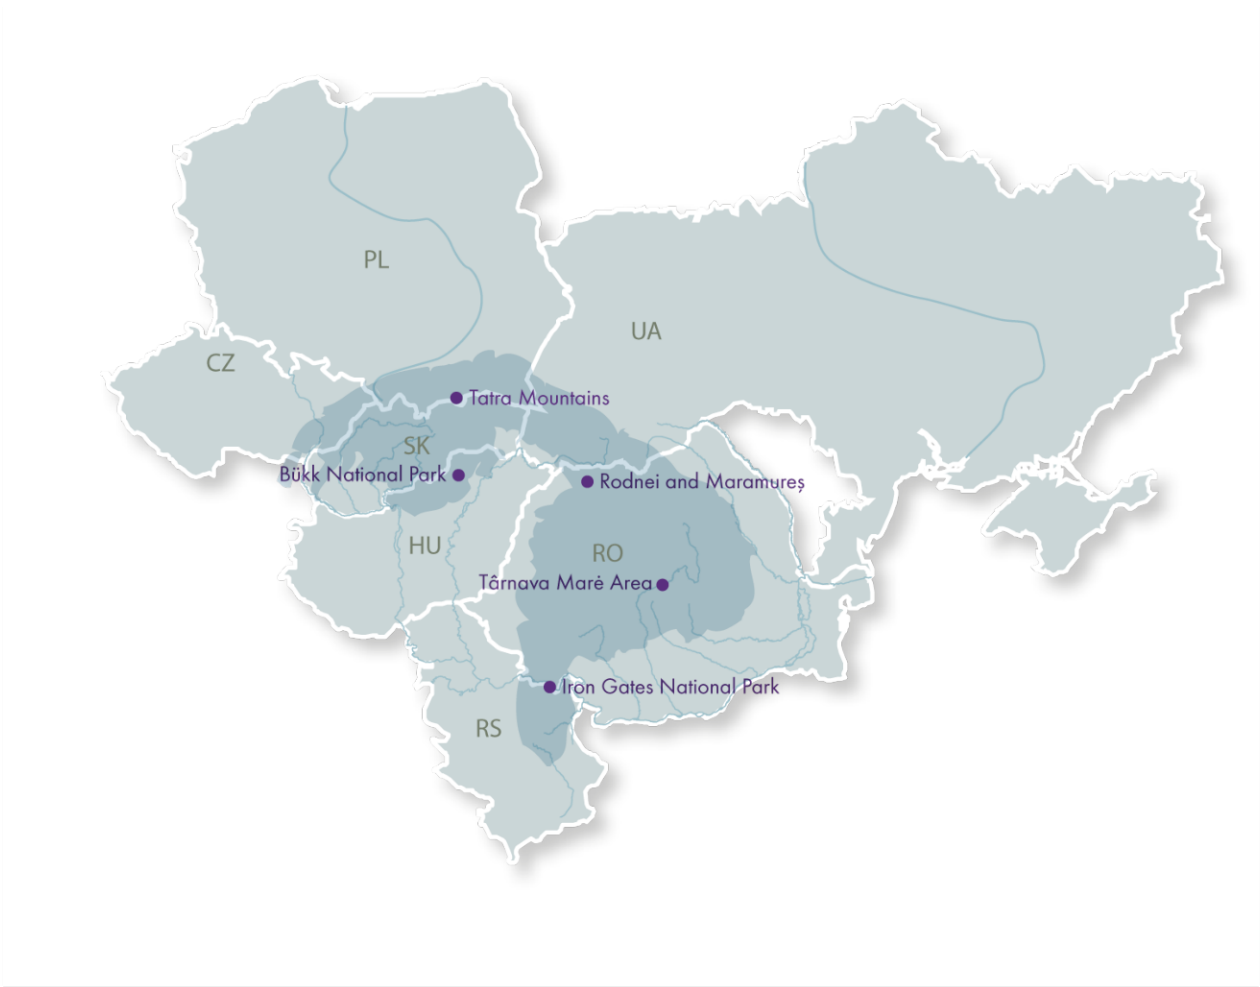 PL
UA
CZ
Tatra Mountains
SK
Bükk National Park
Rodnei and Maramureș
HU
RO
Târnava Marė Area
Iron Gates National Park
RS